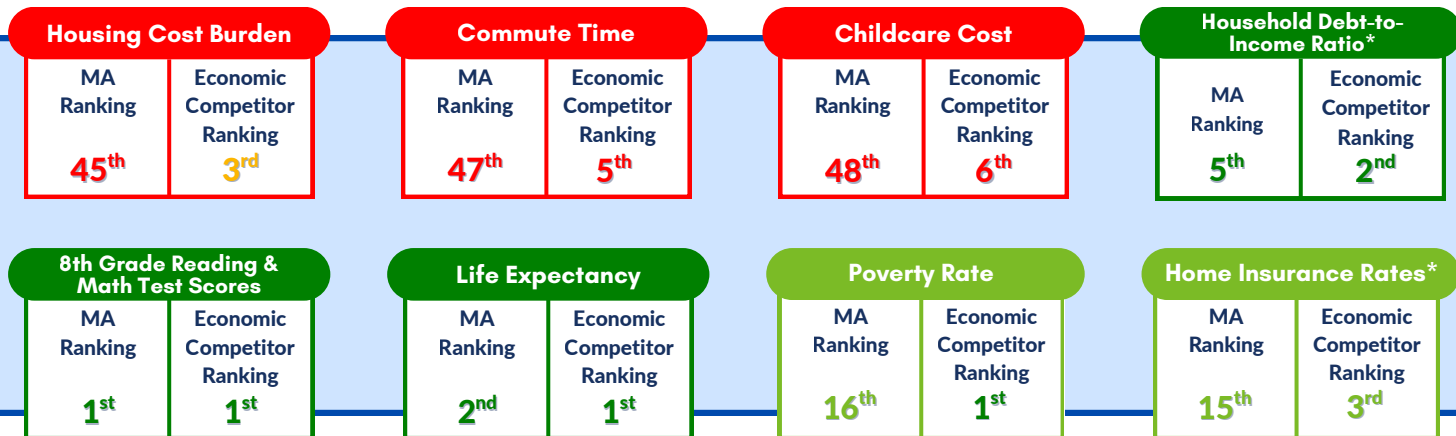 Housing Cost Burden
MA
Ranking
45th
Economic
Competitor
Ranking
3rd
Commute Time
MA
Ranking
47th
Economic
Competitor
Ranking
5th
Childcare Cost
MA
Ranking
48th
Economic
Competitor
Ranking
6th
Household Debt-to-
Income Ratio*
MA
Ranking
5th
Economic
Competitor
Ranking
2nd
8th Grade Reading &
Math Test Scores
MA
Ranking
1st
Economic
Competitor
Ranking
1st
Life Expectancy
MA
Ranking
2nd
Economic
Competitor
Ranking
1st
Poverty Rate
MA
Ranking
16th
Economic
Competitor
Ranking
1st
Home Insurance Rates*
MA
Ranking
15th
Economic
Competitor
Ranking
3rd